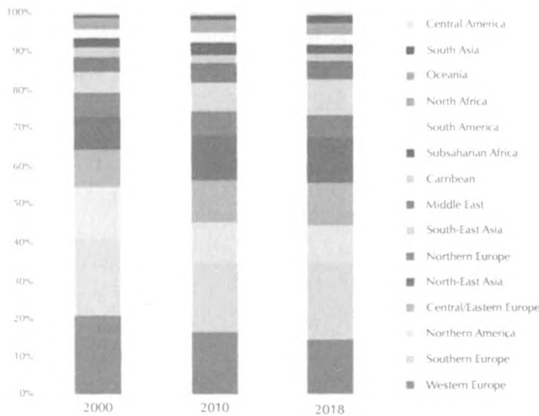 100%
90%
80%
70%
60%
50%
40%
30%
20%
10%
0%
2000
2010
2018
Central America
South Asia
Oceania
North Africa
South America
Subsaharian Africa
Carribean
Middle East
South-East Asia
Northern Europe
North-East Asia
Central/Eastern Europe
Northern America
Southern Europe
Western Europe